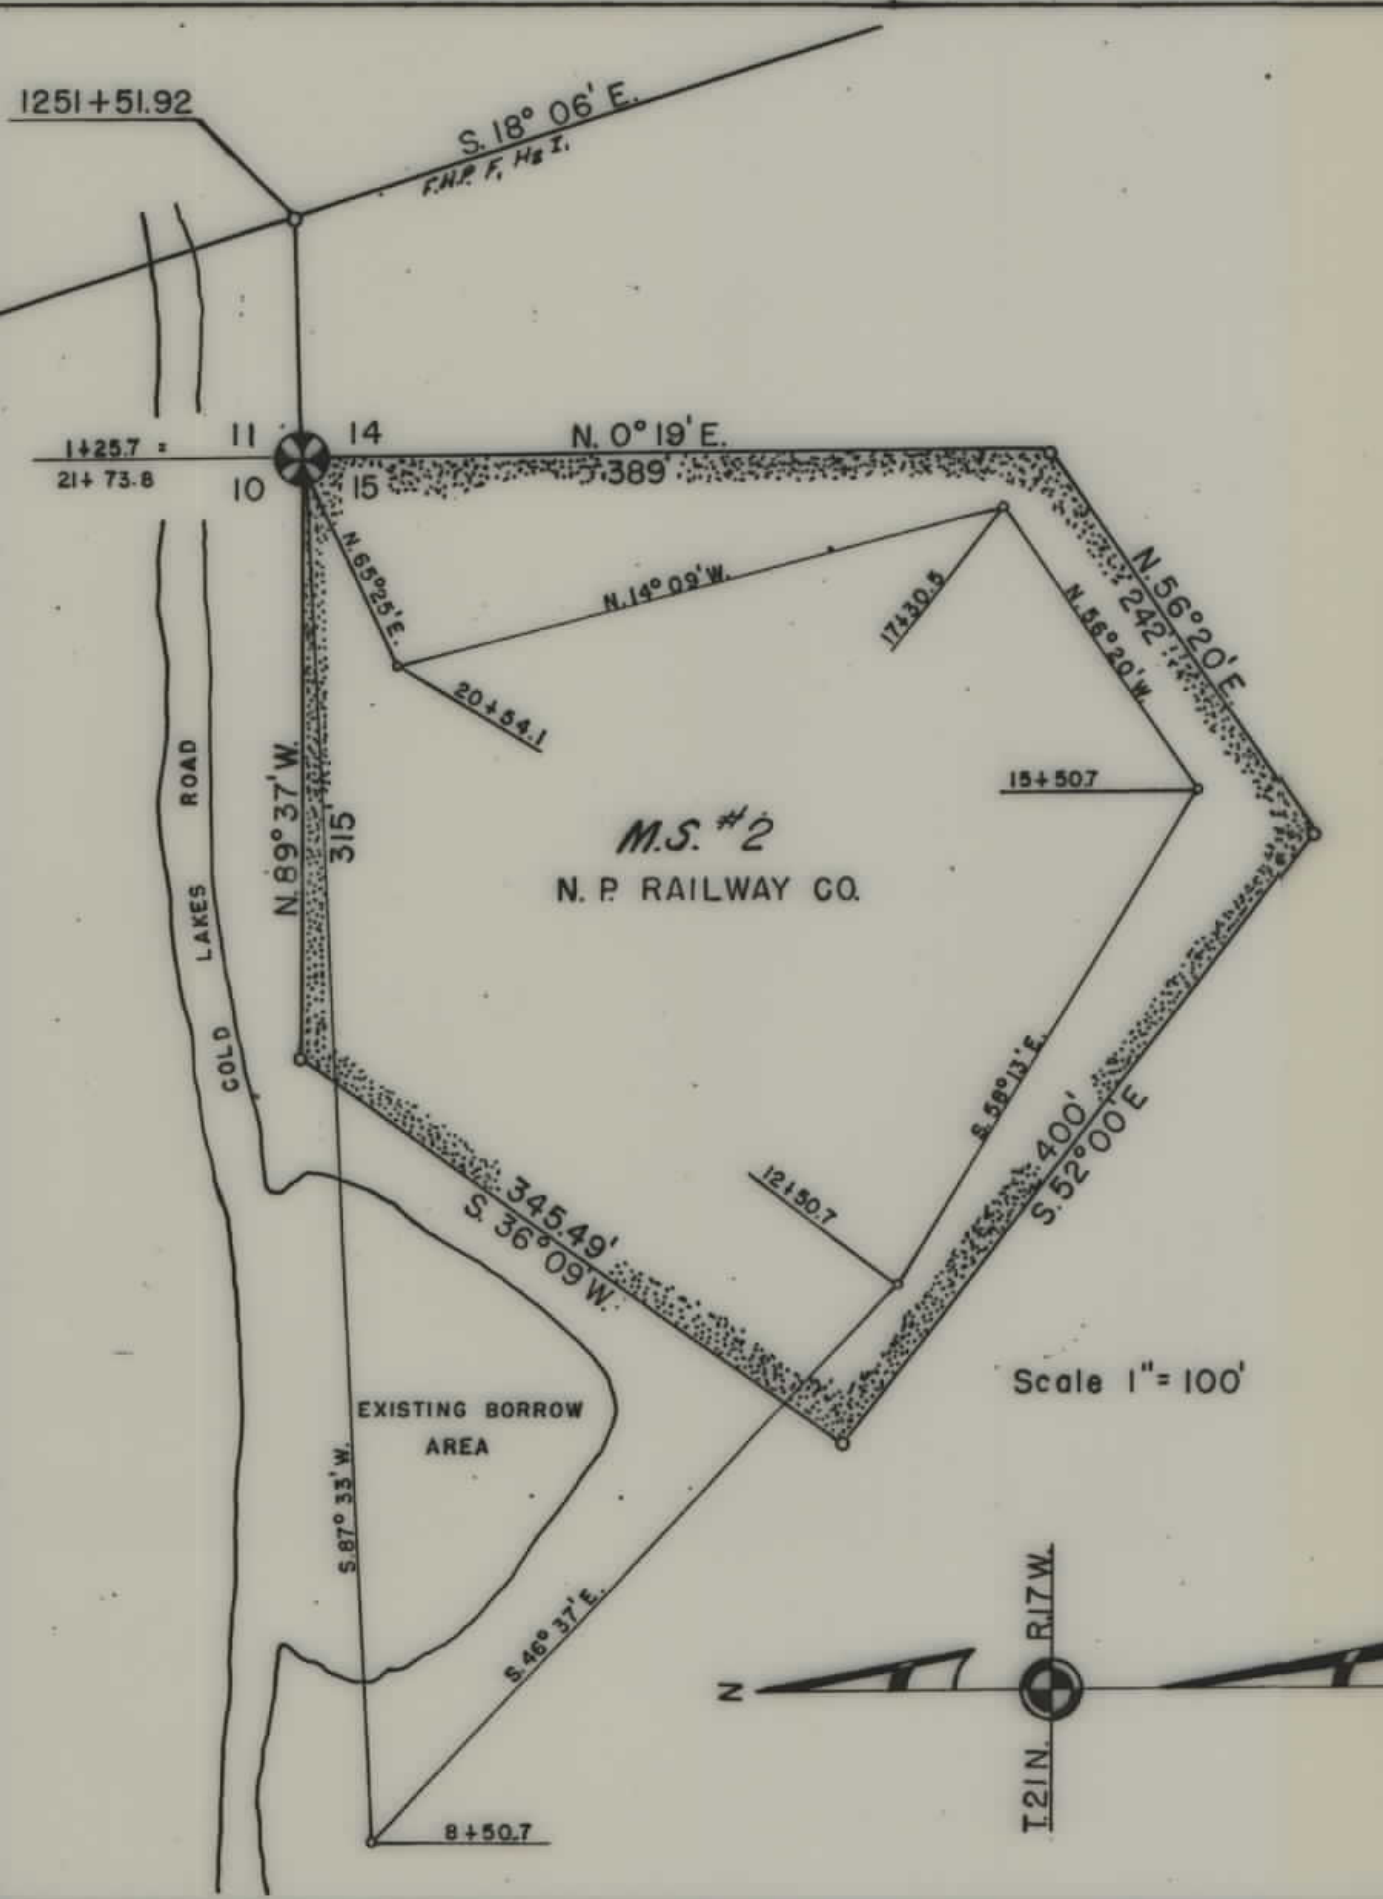 1251+51.92
S. 18° 06' E.
F.H.P. F, H& I.
11 14
1+25.7 =
21+ 73.8
10 15
N. 0° 19' E.
389'
N. 65°25' E.
N. 14° 09' W.
17+30.5
N. 56°20' W.
N. 56°20' E.
242'
20+54.1
15+50.7
N. 89°37' W.
315'
COLD LAKES ROAD
M.S. #2
N. P. RAILWAY CO.
S. 58°13' E.
400'
S. 52°00' E
12+50.7
345.49'
S. 36°09' W.
Scale 1"= 100'
EXISTING BORROW
AREA
S. 87° 33' W.
S. 46° 37' E.
8+50.7
N
R.17W.
T.21N.